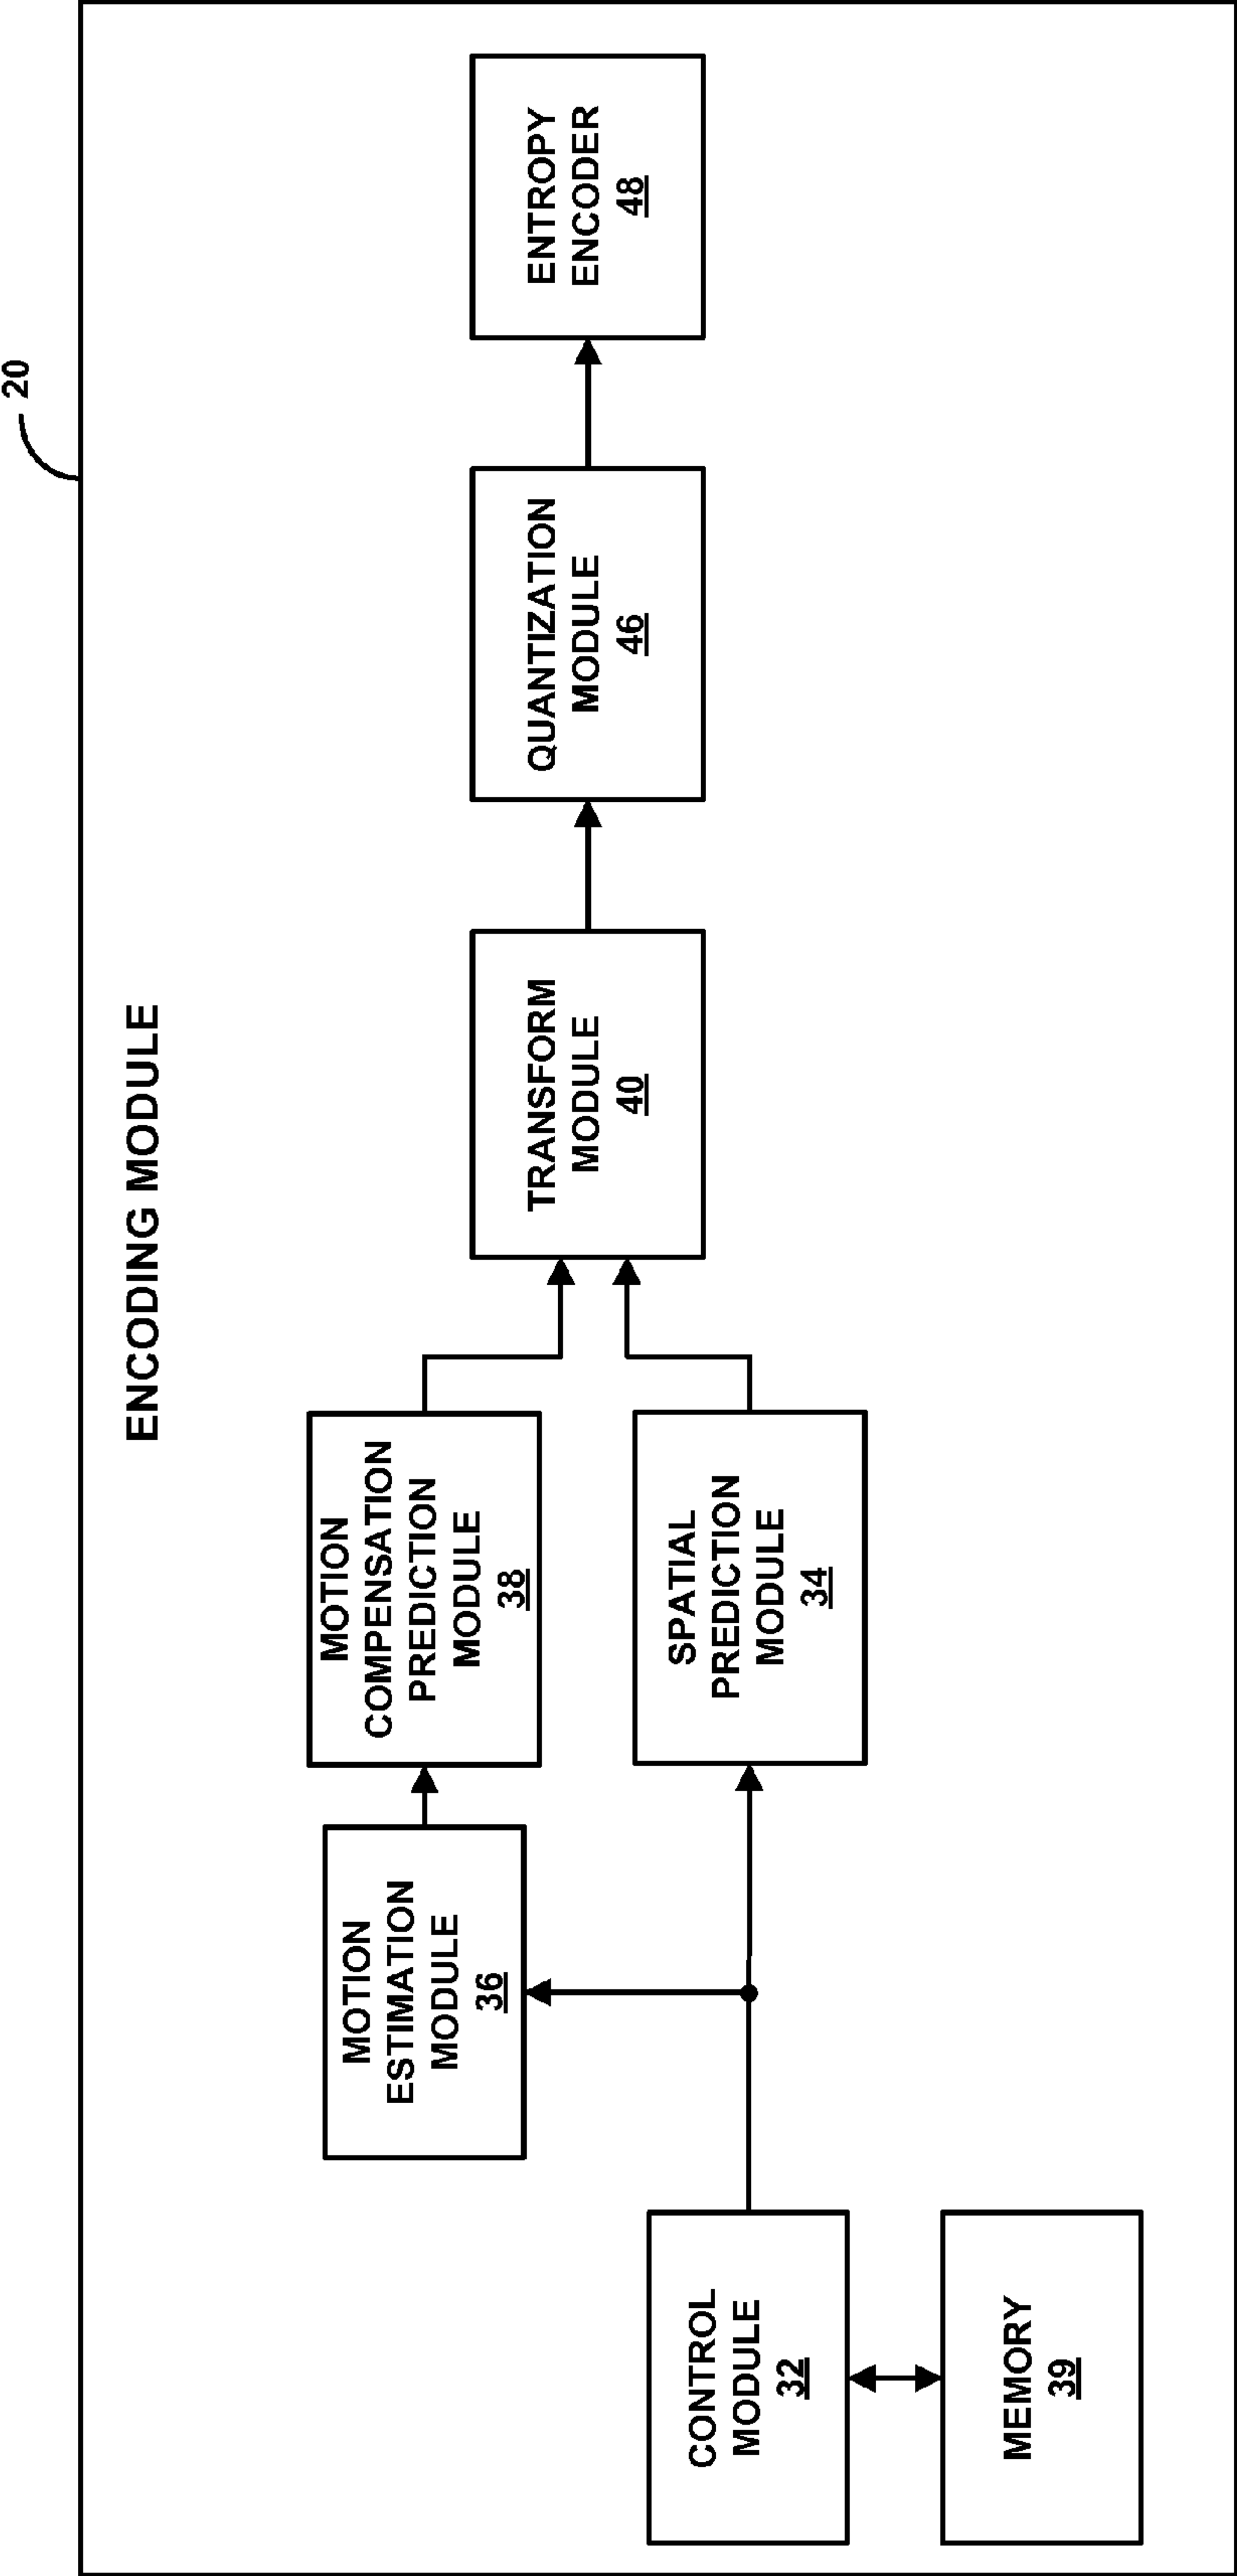 20
ENCODING MODULE
MOTION
ESTIMATION
MODULE
36
MOTION
COMPENSATION
PREDICTION
MODULE
38
CONTROL
MODULE
32
MEMORY
39
SPATIAL
PREDICTION
MODULE
34
TRANSFORM
MODULE
40
QUANTIZATION
MODULE
46
ENTROPY
ENCODER
48